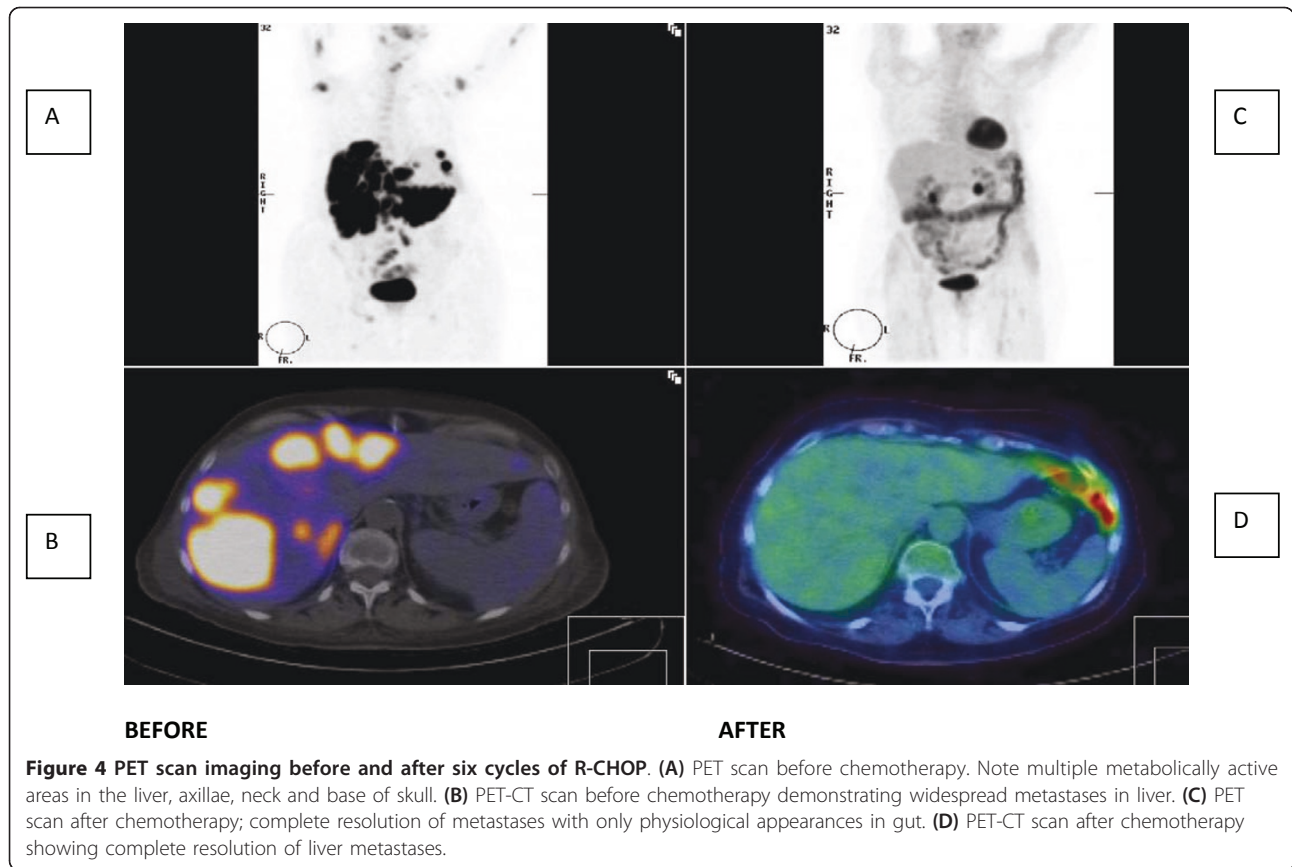 32
32
A
C
RIGHT
RIGHT
R
L
FR.
R
L
FR.
B
D
BEFORE
AFTER
Figure 4 PET scan imaging before and after six cycles of R-CHOP. (A) PET scan before chemotherapy. Note multiple metabolically active
areas in the liver, axillae, neck and base of skull. (B) PET-CT scan before chemotherapy demonstrating widespread metastases in liver. (C) PET
scan after chemotherapy; complete resolution of metastases with only physiological appearances in gut. (D) PET-CT scan after chemotherapy
showing complete resolution of liver metastases.